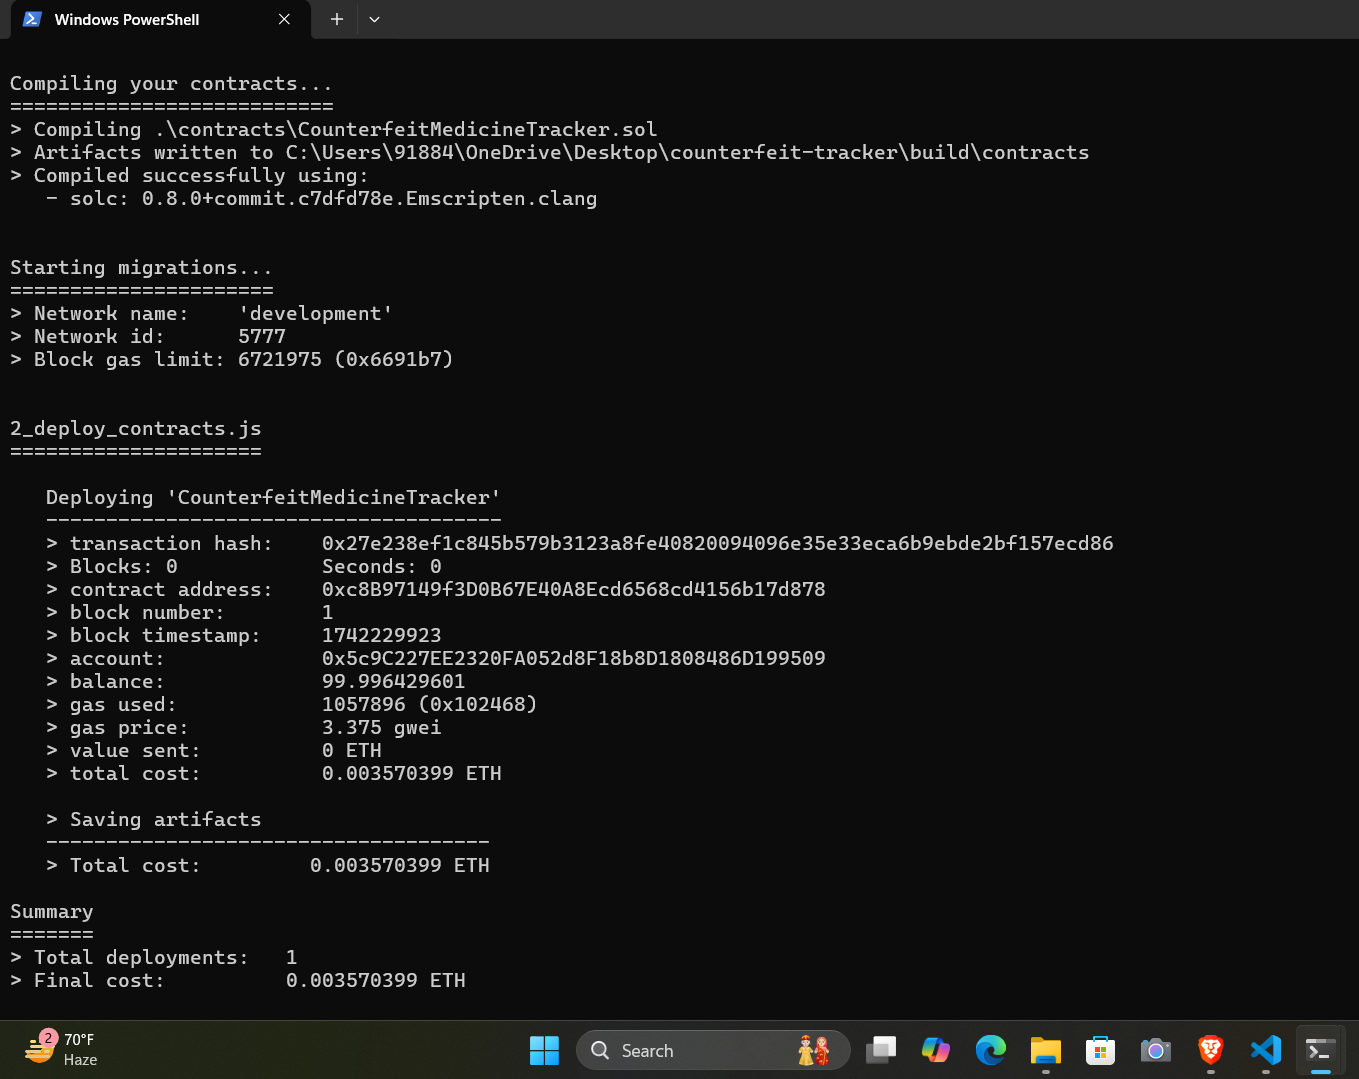 Windows PowerShell
Compiling your contracts...
===========================
> Compiling .\contracts\CounterfeitMedicineTracker.sol
> Artifacts written to C:\Users\91884\OneDrive\Desktop\counterfeit-tracker\build\contracts
> Compiled successfully using:
   - solc: 0.8.0+commit.c7dfd78e.Emscripten.clang
Starting migrations...
======================
> Network name:    'development'
> Network id:      5777
> Block gas limit: 6721975 (0x6691b7)
2_deploy_contracts.js
=====================
   Deploying 'CounterfeitMedicineTracker'
   --------------------------------------
   > transaction hash:    0x27e238ef1c845b579b3123a8fe40820094096e35e33eca6b9ebde2bf157ecd86
   > Blocks: 0            Seconds: 0
   > contract address:    0xc8B97149f3D0B67E40A8Ecd6568cd4156b17d878
   > block number:        1
   > block timestamp:     1742229923
   > account:             0x5c9C227EE2320FA052d8F18b8D1808486D199509
   > balance:             99.996429601
   > gas used:            1057896 (0x102468)
   > gas price:           3.375 gwei
   > value sent:          0 ETH
   > total cost:          0.003570399 ETH
   > Saving artifacts
   -------------------------------------
   > Total cost:         0.003570399 ETH
Summary
=======
> Total deployments:   1
> Final cost:          0.003570399 ETH
2
70°F
Haze
Search